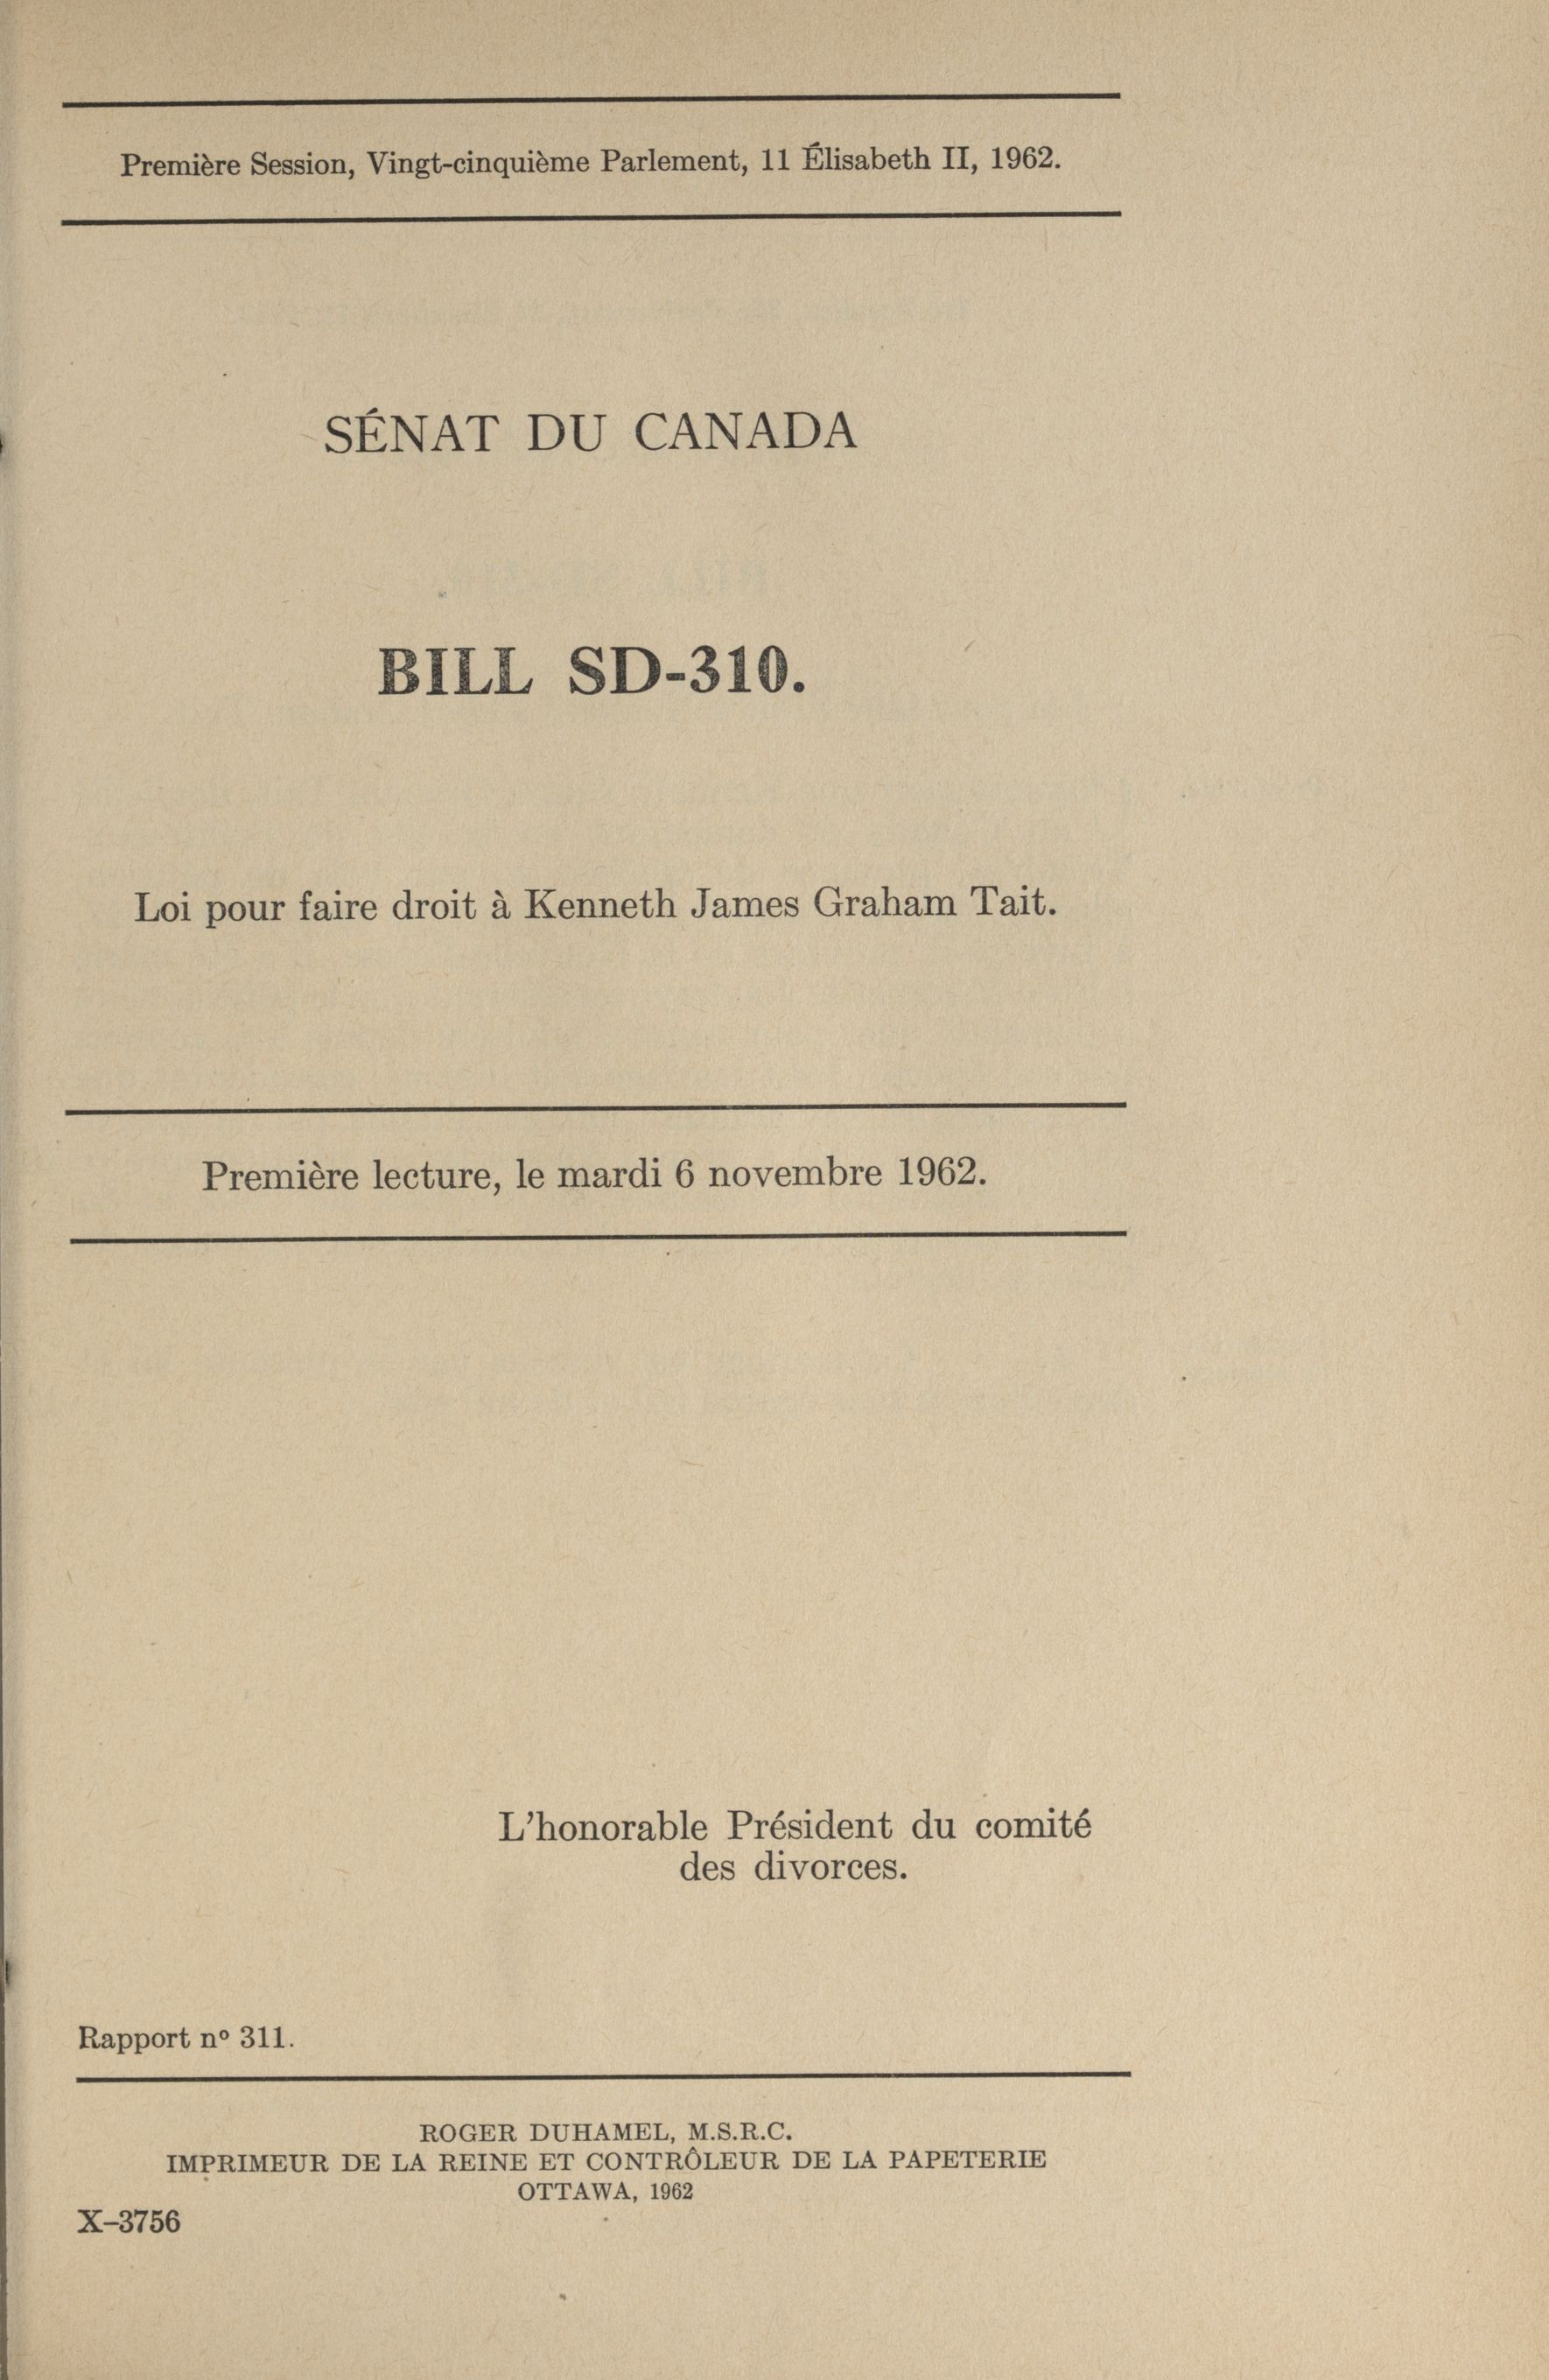 Première Session, Vingt-cinquième Parlement, 11 Élisabeth II, 1962.
SÉNAT DU CANADA
BILL SD-310.
Loi pour faire droit à Kenneth James Graham Tait.
Première lecture, le mardi 6 novembre 1962.
L'honorable Président du comité
des divorces.
Rapport nº 311.
ROGER DUHAMEL, M.S.R.C.
IMPRIMEUR DE LA REINE ET CONTRÔLEUR DE LA PAPETERIE
OTTAWA, 1962
X-3756